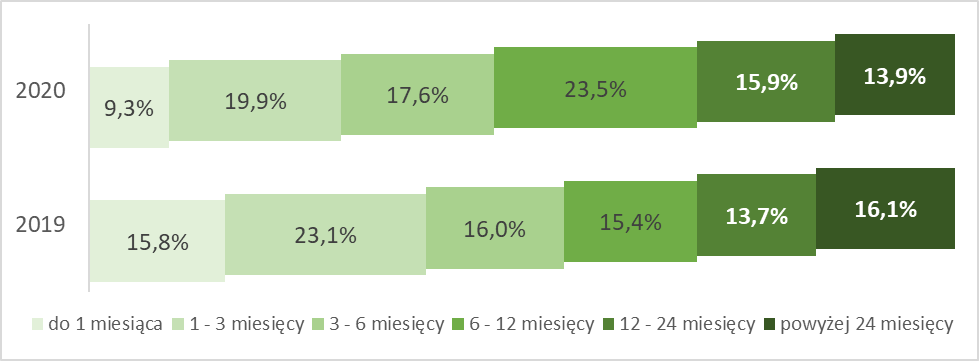 2020
9,3% 19,9% 17,6% 23,5% 15,9% 13,9%
2019
15,8% 23,1% 16,0% 15,4% 13,7% 16,1%
do 1 miesiąca 1 - 3 miesięcy 3 - 6 miesięcy 6 - 12 miesięcy 12 - 24 miesięcy powyżej 24 miesięcy